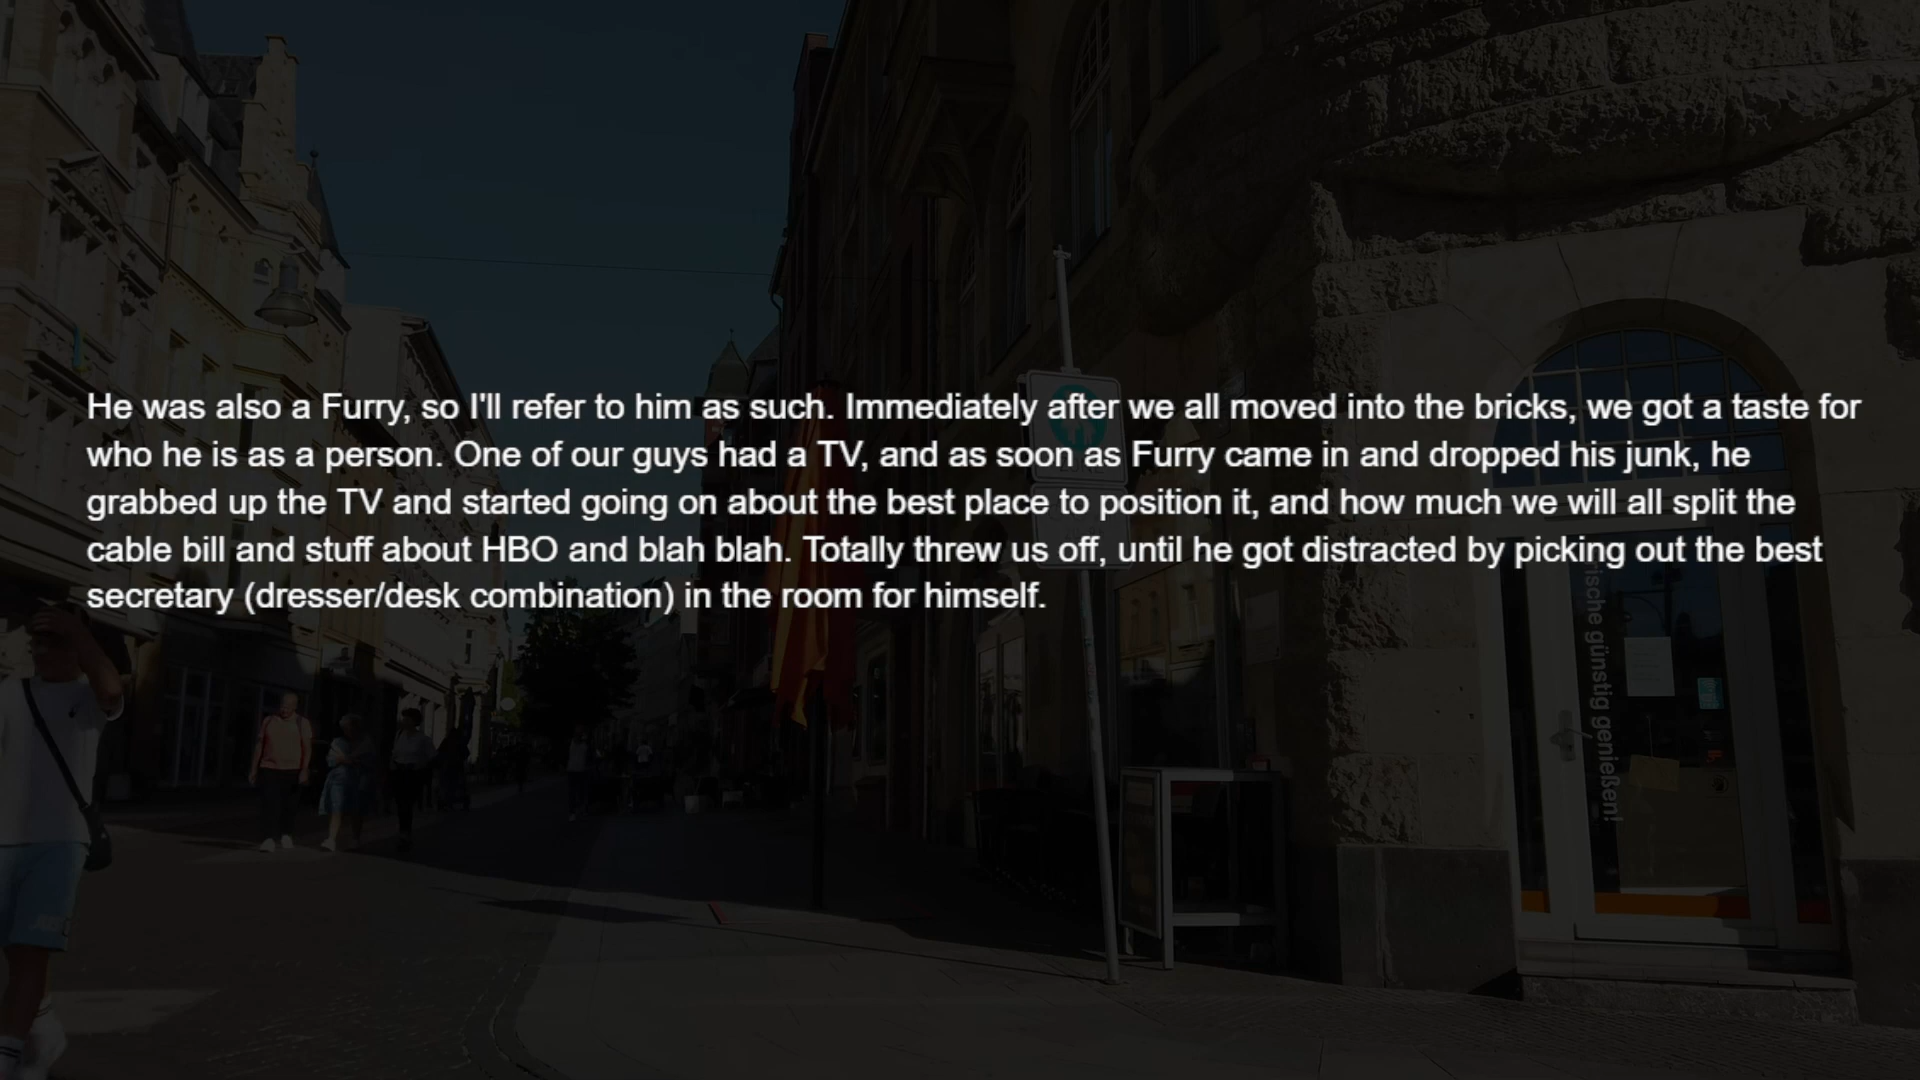 He was also a Furry, so I'll refer to him as such. Immediately after we all moved into the bricks, we got a taste for
who he is as a person. One of our guys had a TV, and as soon as Furry came in and dropped his junk, he
grabbed up the TV and started going on about the best place to position it, and how much we will all split the
cable bill and stuff about HBO and blah blah. Totally threw us off, until he got distracted by picking out the best
secretary (dresser/desk combination) in the room for himself.
günstig genießen!